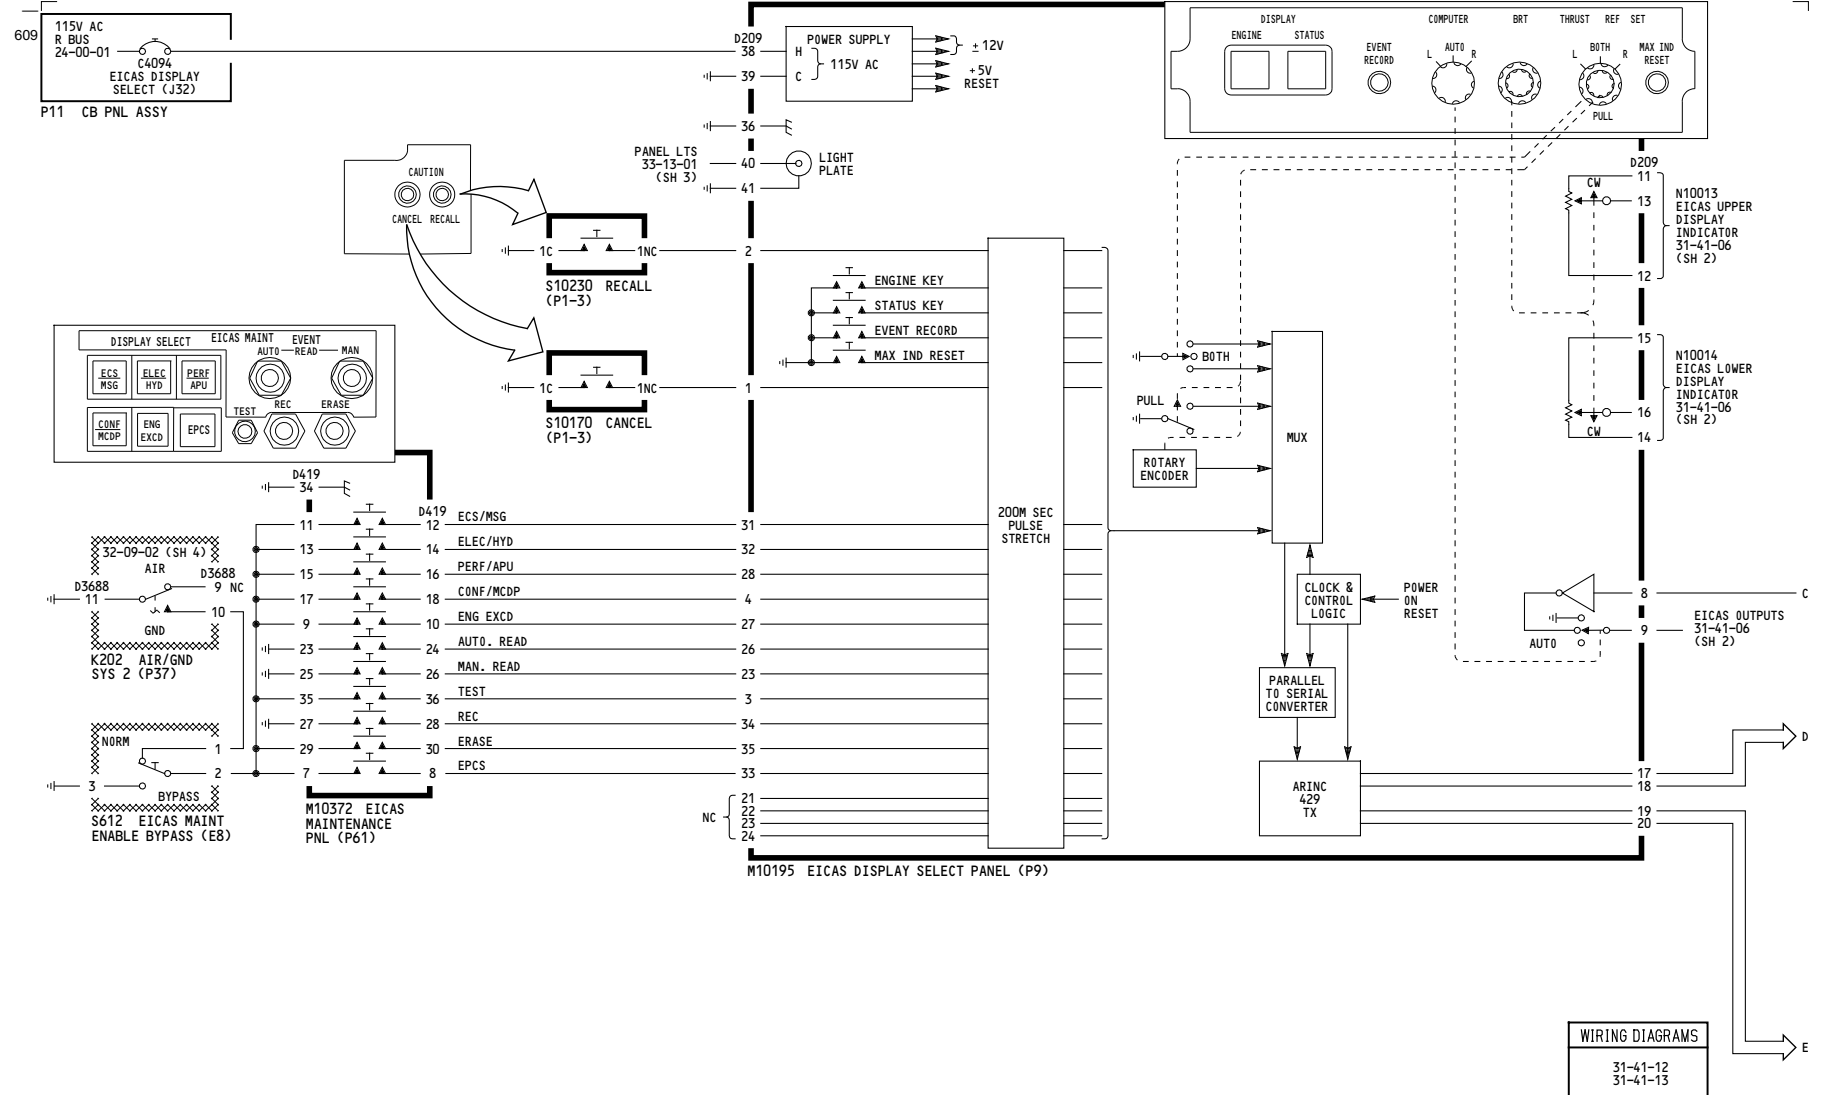 609
115V AC
R BUS
24-00-01
C4094
EICAS DISPLAY
SELECT (J32)
P11 CB PNL ASSY
D209
38
39
36
40
41
H
C
POWER SUPPLY
115V AC
± 12V
+5V
RESET
PANEL LTS
33-13-01
(SH 3)
LIGHT
PLATE
DISPLAY
ENGINE
STATUS
EVENT
RECORD
COMPUTER
L AUTO R
BRT
THRUST REF SET
BOTH
L R
PULL
MAX IND
RESET
CAUTION
CANCEL RECALL
1C
1NC
2
S10230 RECALL
(P1-3)
1C
1NC
1
S10170 CANCEL
(P1-3)
ENGINE KEY
STATUS KEY
EVENT RECORD
MAX IND RESET
200M SEC
PULSE
STRETCH
BOTH
PULL
ROTARY
ENCODER
MUX
CLOCK &
CONTROL
LOGIC
POWER
ON
RESET
PARALLEL
TO SERIAL
CONVERTER
ARINC
429
TX
D209
11
CW
13
12
N10013
EICAS UPPER
DISPLAY
INDICATOR
31-41-06
(SH 2)
15
16
CW
14
N10014
EICAS LOWER
DISPLAY
INDICATOR
31-41-06
(SH 2)
8
C
9
AUTO
EICAS OUTPUTS
31-41-06
(SH 2)
17
18
D
19
20
E
DISPLAY SELECT
EICAS MAINT
EVENT
AUTO READ MAN
ECS
MSG
ELEC
HYD
PERF
APU
CONF
MCDP
ENG
EXCD
EPCS
TEST
REC
ERASE
D419
34
D419
11 12 ECS/MSG 31
13 14 ELEC/HYD 32
15 16 PERF/APU 28
17 18 CONF/MCDP 4
9 10 ENG EXCD 27
23 24 AUTO. READ 26
25 26 MAN. READ 23
35 36 TEST 3
27 28 REC 34
29 30 ERASE 35
7 8 EPCS 33
NC
21
22
23
24
32-09-02 (SH 4)
AIR
D3688
11
D3688
9 NC
10
GND
K202 AIR/GND
SYS 2 (P37)
NORM
1
2
3
BYPASS
S612 EICAS MAINT
ENABLE BYPASS (E8)
M10372 EICAS
MAINTENANCE
PNL (P61)
M10195 EICAS DISPLAY SELECT PANEL (P9)
WIRING DIAGRAMS
31-41-12
31-41-13